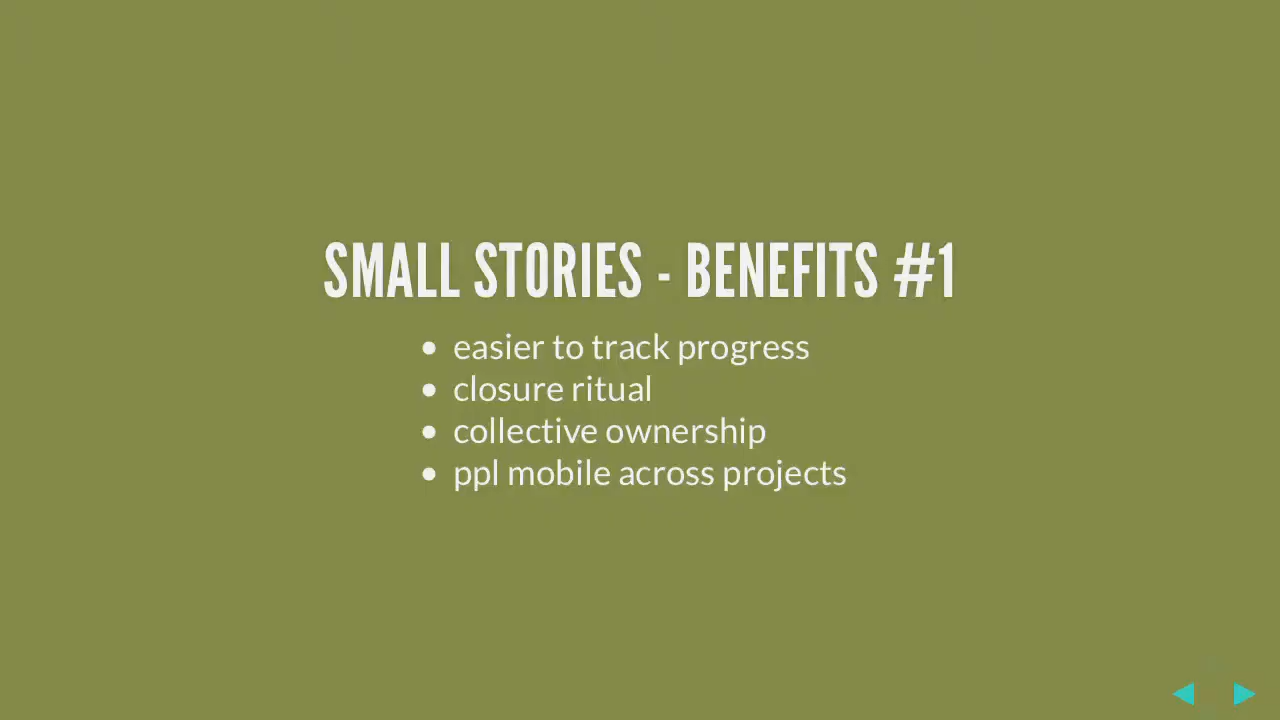 SMALL STORIES - BENEFITS #1
• easier to track progress
• closure ritual
• collective ownership
• ppl mobile across projects